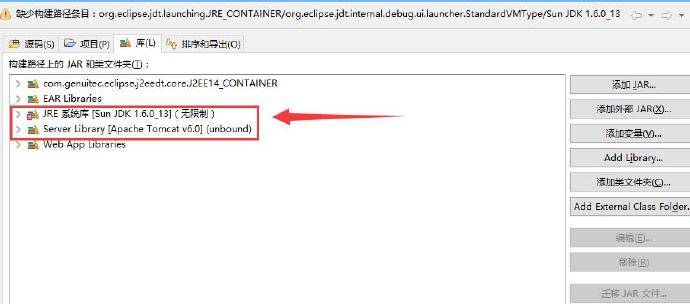 缺少构建路径条目：org.eclipse.jdt.launching.JRE_CONTAINER/org.eclipse.jdt.internal.debug.ui.launcher.StandardVMType/Sun JDK 1.6.0_13
源码(S) 项目(P) 库(L) 排序和导出(O)
构建路径上的 JAR 和类文件夹(T)：
com.genuitec.eclipse.j2eedt.core.J2EE14_CONTAINER
EAR Libraries
JRE 系统库 [Sun JDK 1.6.0_13]（无限制）
Server Library [Apache Tomcat v6.0] (unbound)
Web App Libraries
添加 JAR...
添加外部 JAR(X)...
添加变量(V)...
Add Library...
添加类文件夹(C)...
Add External Class Folder...
编辑(E)...
移除(R)
迁移 JAR 文件...